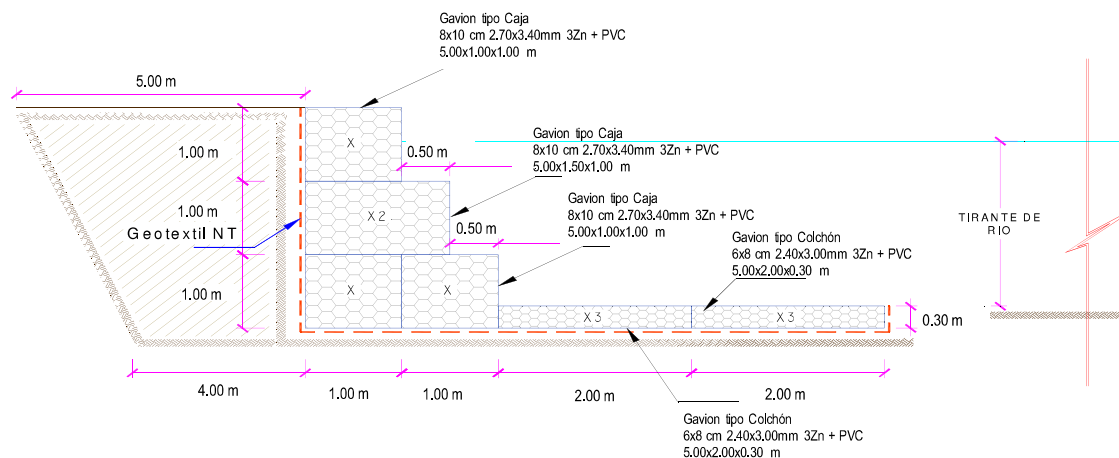 Gavion tipo Caja
8x10 cm 2.70x3.40mm 3Zn + PVC
5.00x1.00x1.00 m
5.00 m
1.00 m
X
0.50 m
Gavion tipo Caja
8x10 cm 2.70x3.40mm 3Zn + PVC
5.00x1.50x1.00 m
1.00 m
X 2
Geotextil NT
0.50 m
Gavion tipo Caja
8x10 cm 2.70x3.40mm 3Zn + PVC
5.00x1.00x1.00 m
TIRANTE DE
RIO
Gavion tipo Colchón
6x8 cm 2.40x3.00mm 3Zn + PVC
5.00x2.00x0.30 m
1.00 m
X
X
X 3
X 3
0.30 m
4.00 m
1.00 m
1.00 m
2.00 m
2.00 m
Gavion tipo Colchón
6x8 cm 2.40x3.00mm 3Zn + PVC
5.00x2.00x0.30 m